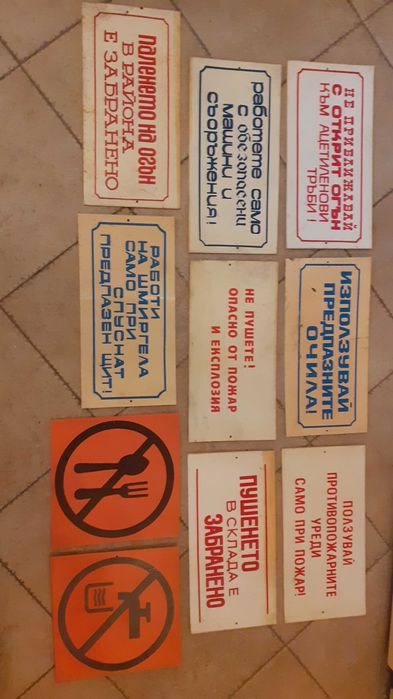 паленето на огън
в района
е забранено
работете само
с обезопасени
машини и
съоръжения!
НЕ ПРИБЛИЖАВАЙ
С ОТКРИТ ОГЪН
КЪМ АЦЕТИЛЕНОВИ
ТРЪБИ!
РАБОТИ
НА ШМИРГЕЛА
САМО ПРИ
СПУСНАТ
ПРЕДПАЗЕН ЩИТ!
НЕ ПУШЕТЕ!
ОПАСНО ОТ ПОЖАР
И ЕКСПЛОЗИЯ
ИЗПОЛЗУВАЙ
ПРЕДПАЗНИТЕ
ОЧИЛА!
ПУШЕНЕТО
В СКЛАДА Е
ЗАБРАНЕНО
ПОЛЗУВАЙ
ПРОТИВОПОЖАРНИТЕ
УРЕДИ
САМО ПРИ ПОЖАР!